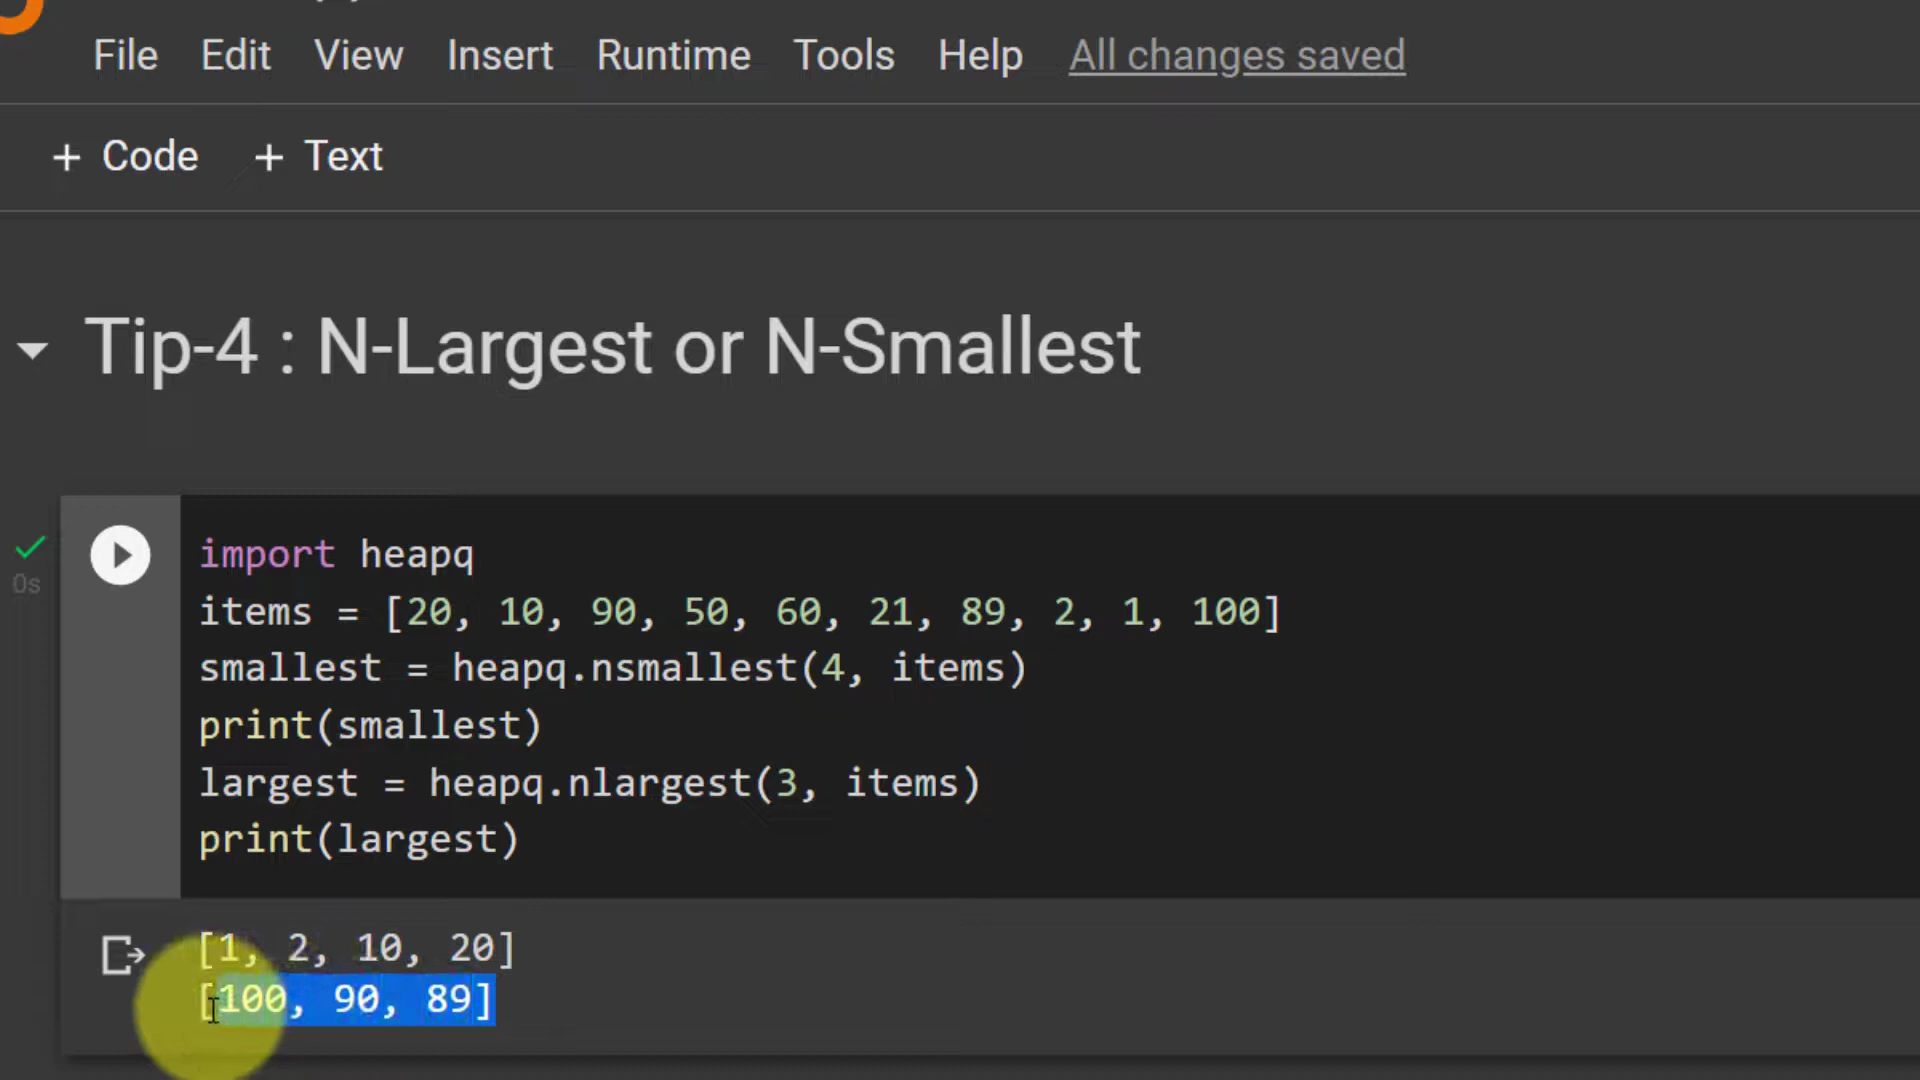 File Edit View Insert Runtime Tools Help All changes saved
+ Code + Text
Tip-4 : N-Largest or N-Smallest
0s
import heapq
items = [20, 10, 90, 50, 60, 21, 89, 2, 1, 100]
smallest = heapq.nsmallest(4, items)
print(smallest)
largest = heapq.nlargest(3, items)
print(largest)
[1, 2, 10, 20]
[100, 90, 89]